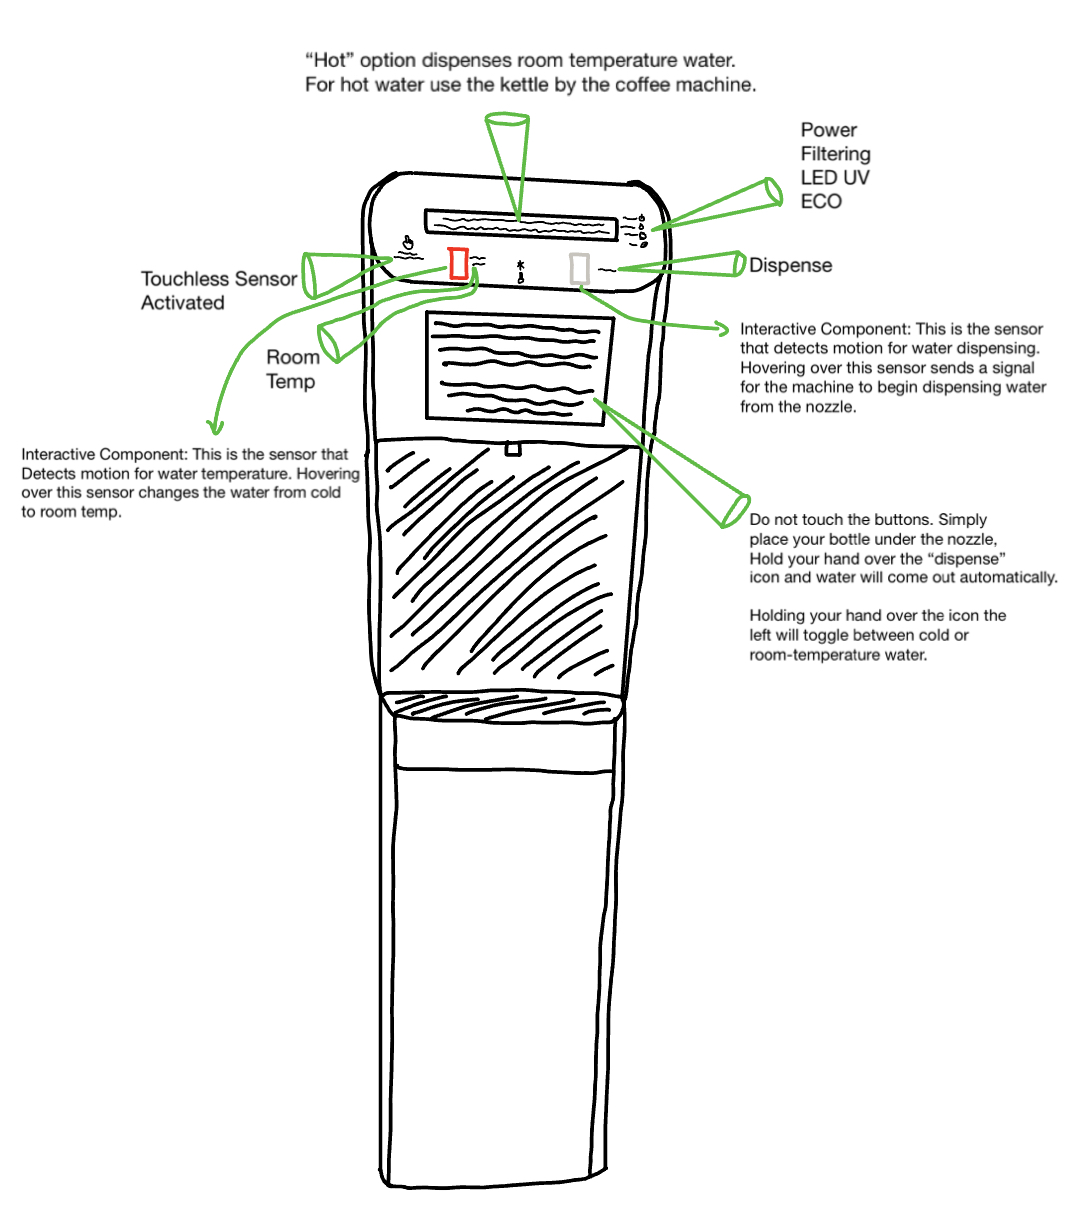 “Hot” option dispenses room temperature water.
For hot water use the kettle by the coffee machine.
Power
Filtering
LED UV
ECO
Touchless Sensor
Activated
Dispense
Room
Temp
Interactive Component: This is the sensor
that detects motion for water dispensing.
Hovering over this sensor sends a signal
for the machine to begin dispensing water
from the nozzle.
Interactive Component: This is the sensor that
Detects motion for water temperature. Hovering
over this sensor changes the water from cold
to room temp.
Do not touch the buttons. Simply
place your bottle under the nozzle,
Hold your hand over the “dispense”
icon and water will come out automatically.
Holding your hand over the icon the
left will toggle between cold or
room-temperature water.